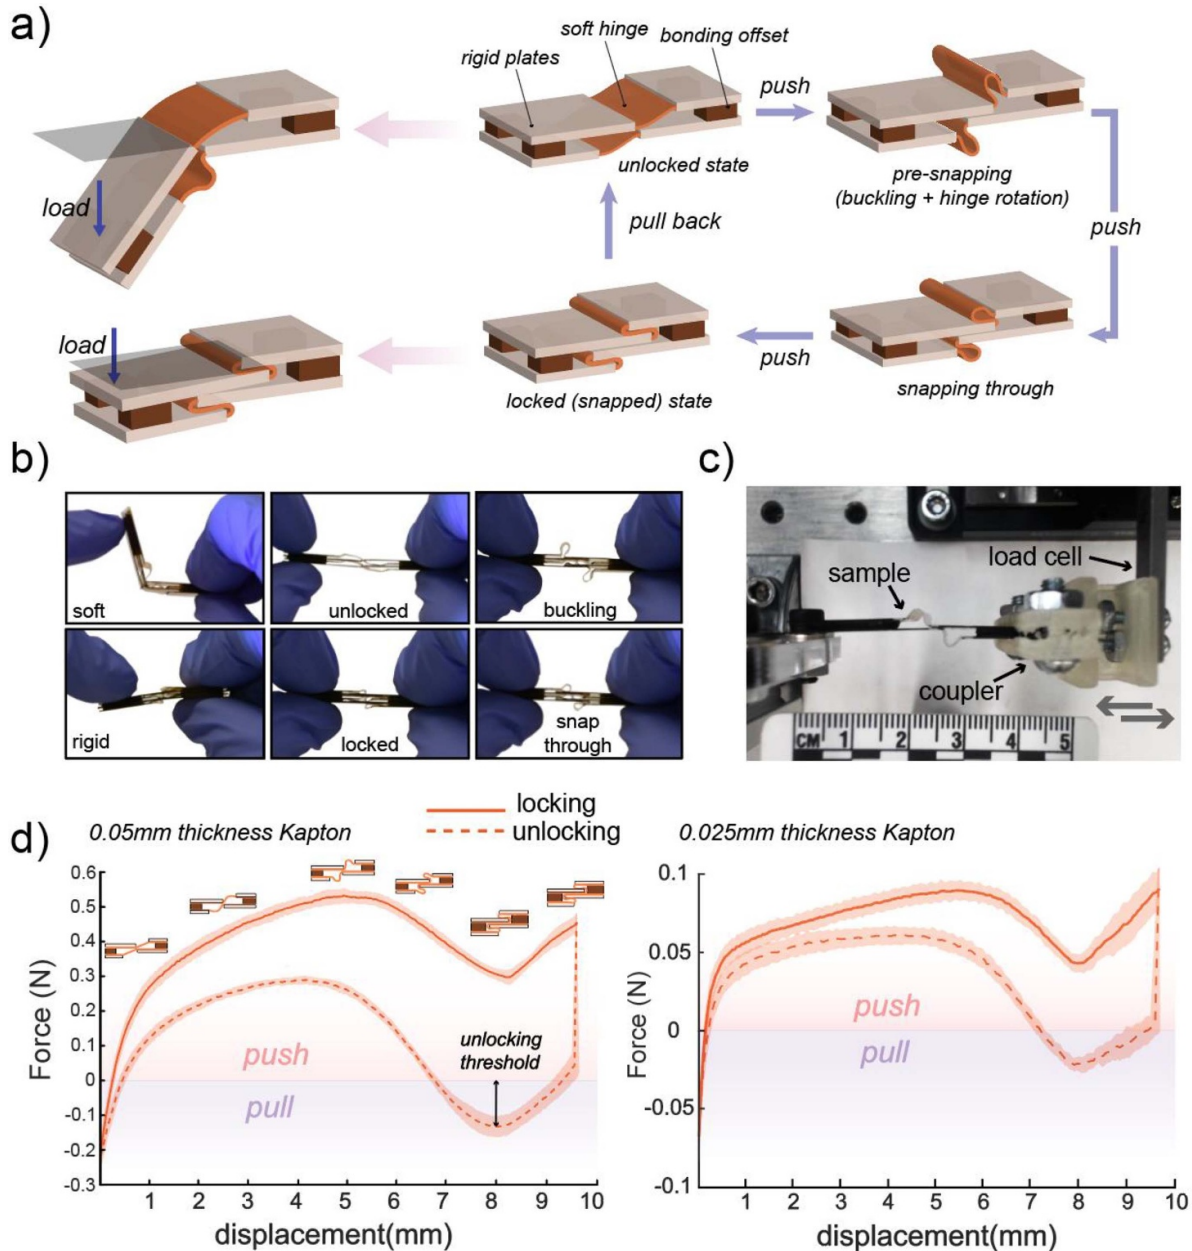 a)
soft hinge
bonding offset
rigid plates
push
unlocked state
pre-snapping
(buckling + hinge rotation)
load
pull back
push
load
push
locked (snapped) state
snapping through
b)
c)
soft
unlocked
buckling
rigid
locked
snap
through
load cell
sample
coupler
CM 1 2 3 4 5
d)
locking
unlocking
0.05mm thickness Kapton
0.025mm thickness Kapton
0.6
0.5
0.4
0.3
0.2
0.1
0
-0.1
-0.2
-0.3
Force (N)
push
pull
unlocking
threshold
1 2 3 4 5 6 7 8 9 10
displacement(mm)
0.1
0.05
0
-0.05
-0.1
Force (N)
push
pull
1 2 3 4 5 6 7 8 9 10
displacement(mm)